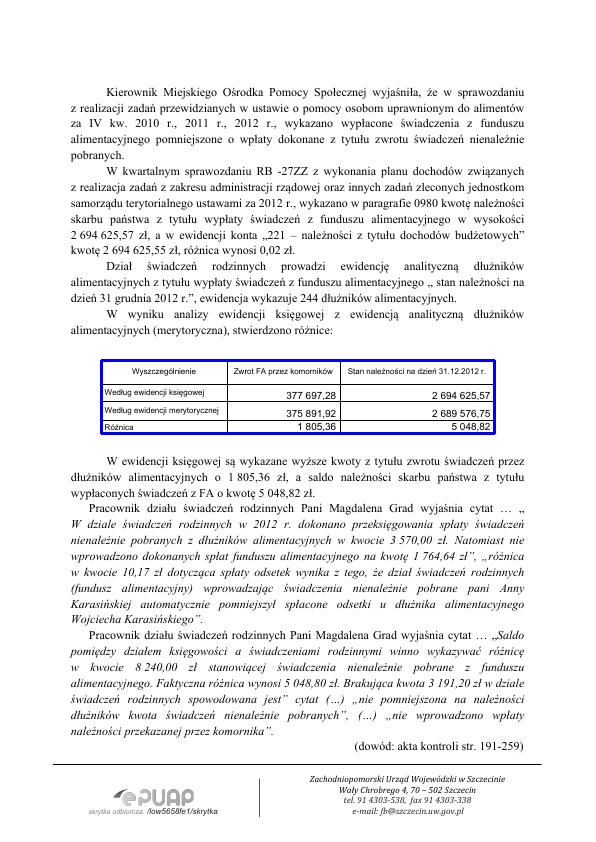 Kierownik Miejskiego Ośrodka Pomocy Społecznej wyjaśniła, że w sprawozdaniu
z realizacji zadań przewidzianych w ustawie o pomocy osobom uprawnionym do alimentów
za IV kw. 2010 r., 2011 r., 2012 r., wykazano wypłacone świadczenia z funduszu
alimentacyjnego pomniejszone o wpłaty dokonane z tytułu zwrotu świadczeń nienależnie
pobranych.
W kwartalnym sprawozdaniu RB -27ZZ z wykonania planu dochodów związanych
z realizacja zadań z zakresu administracji rządowej oraz innych zadań zleconych jednostkom
samorządu terytorialnego ustawami za 2012 r., wykazano w paragrafie 0980 kwotę należności
skarbu państwa z tytułu wypłaty świadczeń z funduszu alimentacyjnego w wysokości
2 694 625,57 zł, a w ewidencji konta „221 – należności z tytułu dochodów budżetowych”
kwotę 2 694 625,55 zł, różnica wynosi 0,02 zł.
Dział świadczeń rodzinnych prowadzi ewidencję analityczną dłużników
alimentacyjnych z tytułu wypłaty świadczeń z funduszu alimentacyjnego „ stan należności na
dzień 31 grudnia 2012 r.”, ewidencja wykazuje 244 dłużników alimentacyjnych.
W wyniku analizy ewidencji księgowej z ewidencją analityczną dłużników
alimentacyjnych (merytoryczna), stwierdzono różnice:
Wyszczególnienie Zwrot FA przez komorników Stan należności na dzień 31.12.2012 r.
Według ewidencji księgowej 377 697,28 2 694 625,57
Według ewidencji merytorycznej 375 891,92 2 689 576,75
Różnica 1 805,36 5 048,82
W ewidencji księgowej są wykazane wyższe kwoty z tytułu zwrotu świadczeń przez
dłużników alimentacyjnych o 1 805,36 zł, a saldo należności skarbu państwa z tytułu
wypłaconych świadczeń z FA o kwotę 5 048,82 zł.
Pracownik działu świadczeń rodzinnych Pani Magdalena Grad wyjaśnia cytat … „
W dziale świadczeń rodzinnych w 2012 r. dokonano przeksięgowania spłaty świadczeń
nienależnie pobranych z dłużników alimentacyjnych w kwocie 3 570,00 zł. Natomiast nie
wprowadzono dokonanych spłat funduszu alimentacyjnego na kwotę 1 764,64 zł”, „różnica
w kwocie 10,17 zł dotycząca spłaty odsetek wynika z tego, że dział świadczeń rodzinnych
(fundusz alimentacyjny) wprowadzając świadczenia nienależnie pobrane pani Anny
Karasińskiej automatycznie pomniejszył spłacone odsetki u dłużnika alimentacyjnego
Wojciecha Karasińskiego”.
Pracownik działu świadczeń rodzinnych Pani Magdalena Grad wyjaśnia cytat … „Saldo
pomiędzy działem księgowości a świadczeniami rodzinnymi winno wykazywać różnicę
w kwocie 8 240,00 zł stanowiącej świadczenia nienależnie pobrane z funduszu
alimentacyjnego. Faktyczna różnica wynosi 5 048,80 zł. Brakująca kwota 3 191,20 zł w dziale
świadczeń rodzinnych spowodowana jest” cytat (…) „nie pomniejszona na należności
dłużników kwota świadczeń nienależnie pobranych”, (…) „nie wprowadzono wpłaty
należności przekazanej przez komornika”.
(dowód: akta kontroli str. 191-259)
ePUAP
skrytka odbiorcza: /low5658fe1/skrytka
Zachodniopomorski Urząd Wojewódzki w Szczecinie
Wały Chrobrego 4, 70 – 502 Szczecin
tel. 91 4303-538, fax 91 4303-338
e-mail: fb@szczecin.uw.gov.pl